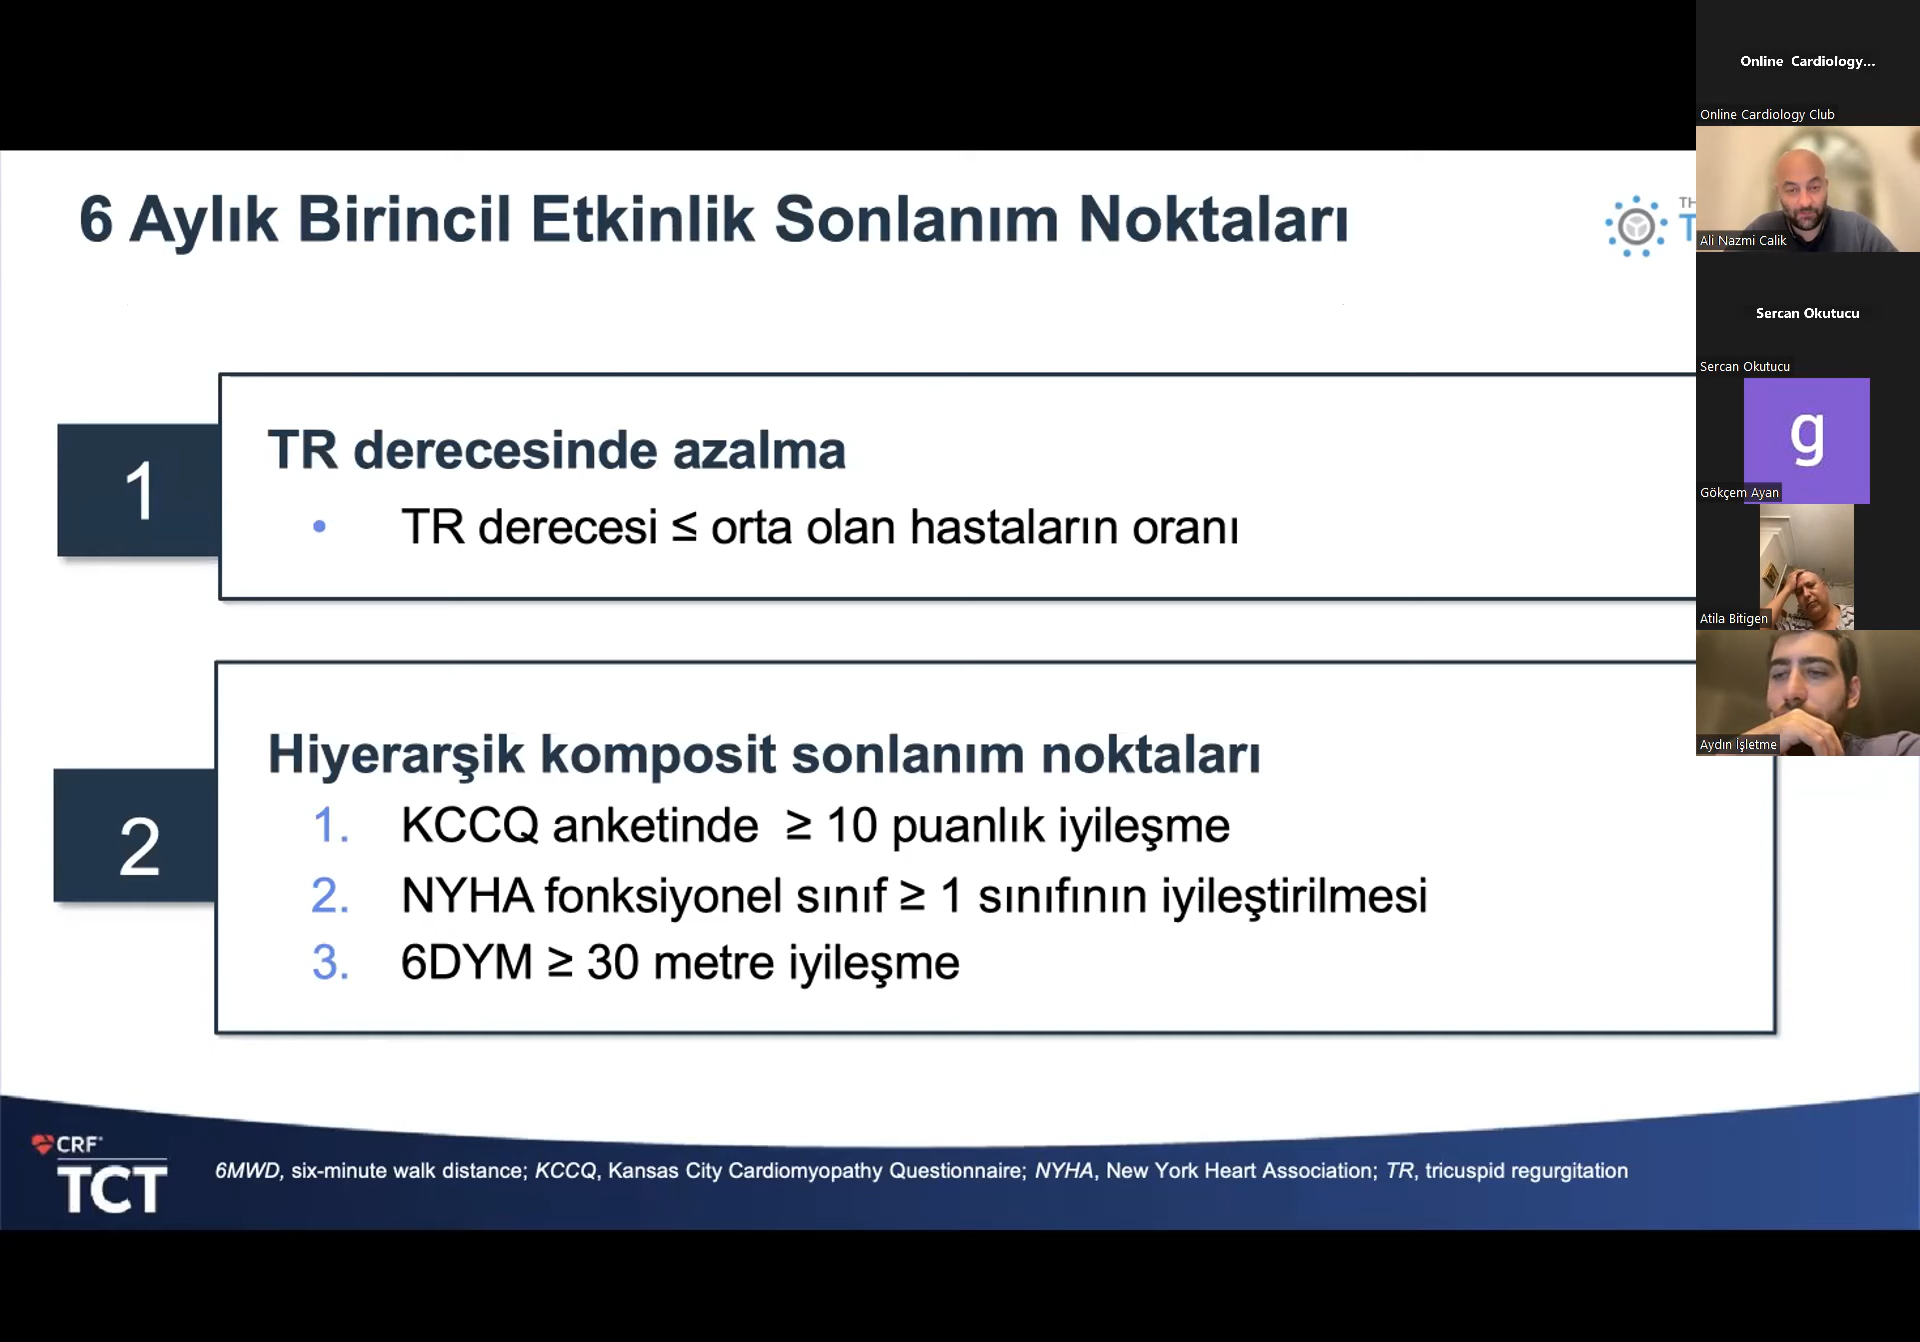 6 Aylık Birincil Etkinlik Sonlanım Noktaları
1
TR derecesinde azalma
• TR derecesi ≤ orta olan hastaların oranı
2
Hiyerarşik komposit sonlanım noktaları
1. KCCQ anketinde ≥ 10 puanlık iyileşme
2. NYHA fonksiyonel sınıf ≥ 1 sınıfının iyileştirilmesi
3. 6DYM ≥ 30 metre iyileşme
CRF
TCT
6MWD, six-minute walk distance; KCCQ, Kansas City Cardiomyopathy Questionnaire; NYHA, New York Heart Association; TR, tricuspid regurgitation
Online Cardiology...
Online Cardiology Club
Ali Nazmi Calik
Sercan Okutucu
Sercan Okutucu
g
Gökçem Ayan
Atila Bitigen
Aydın İşletme